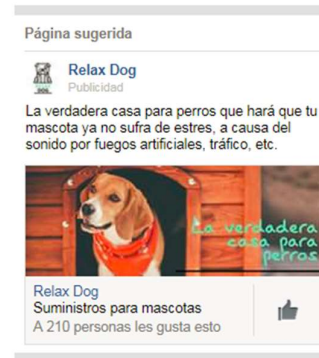 Página sugerida
Relax Dog
Publicidad
La verdadera casa para perros que hará que tu
mascota ya no sufra de estres, a causa del
sonido por fuegos artificiales, tráfico, etc.
La verdadera
casa para
perros
Relax Dog
Suministros para mascotas
A 210 personas les gusta esto